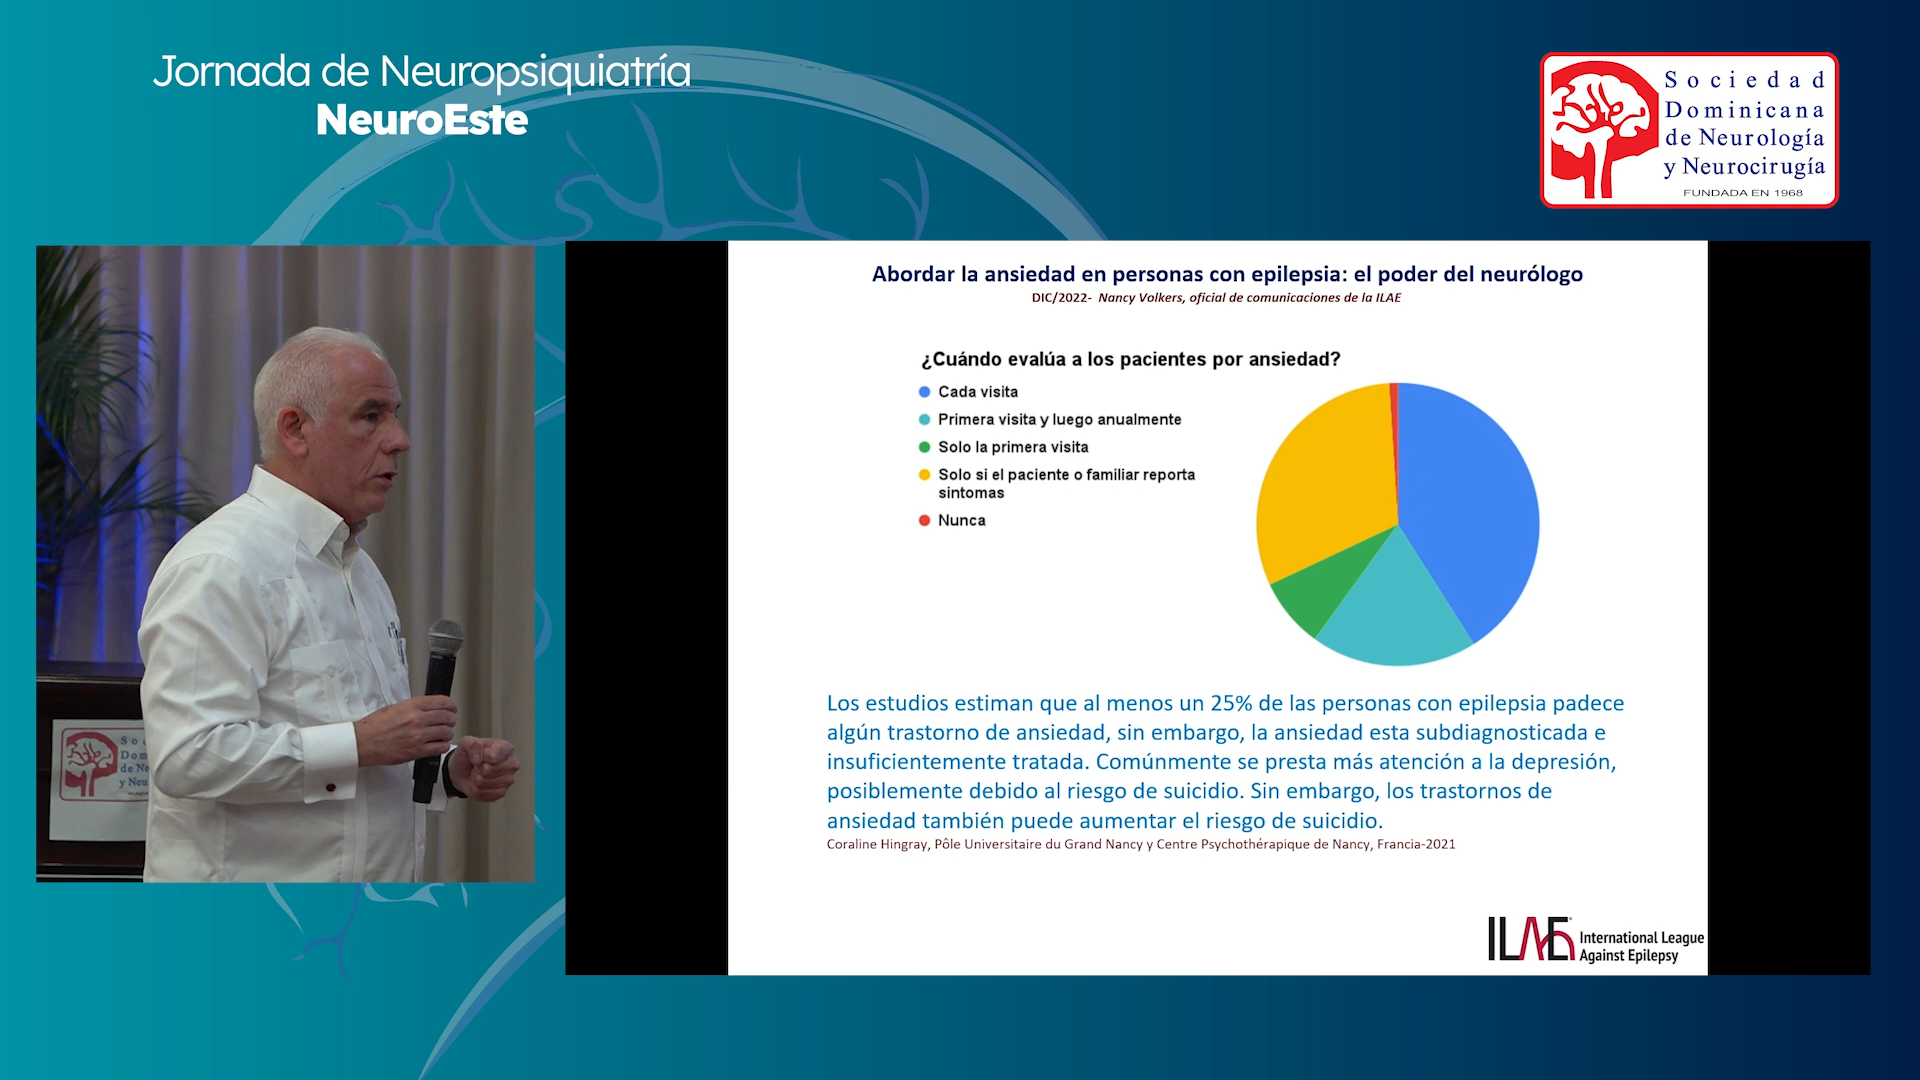 Jornada de Neuropsiquiatría
NeuroEste
Sociedad
Dominicana
de Neurología
y Neurocirugía
FUNDADA EN 1968
Abordar la ansiedad en personas con epilepsia: el poder del neurólogo
DIC/2022- Nancy Volkers, oficial de comunicaciones de la ILAE
¿Cuándo evalúa a los pacientes por ansiedad?
Cada visita
Primera visita y luego anualmente
Solo la primera visita
Solo si el paciente o familiar reporta
sintomas
Nunca
Los estudios estiman que al menos un 25% de las personas con epilepsia padece
algún trastorno de ansiedad, sin embargo, la ansiedad esta subdiagnosticada e
insuficientemente tratada. Comúnmente se presta más atención a la depresión,
posiblemente debido al riesgo de suicidio. Sin embargo, los trastornos de
ansiedad también puede aumentar el riesgo de suicidio.
Coraline Hingray, Pôle Universitaire du Grand Nancy y Centre Psychothérapique de Nancy, Francia-2021
ILAE
International League
Against Epilepsy
Soc
Dom
de Ne
y Neu